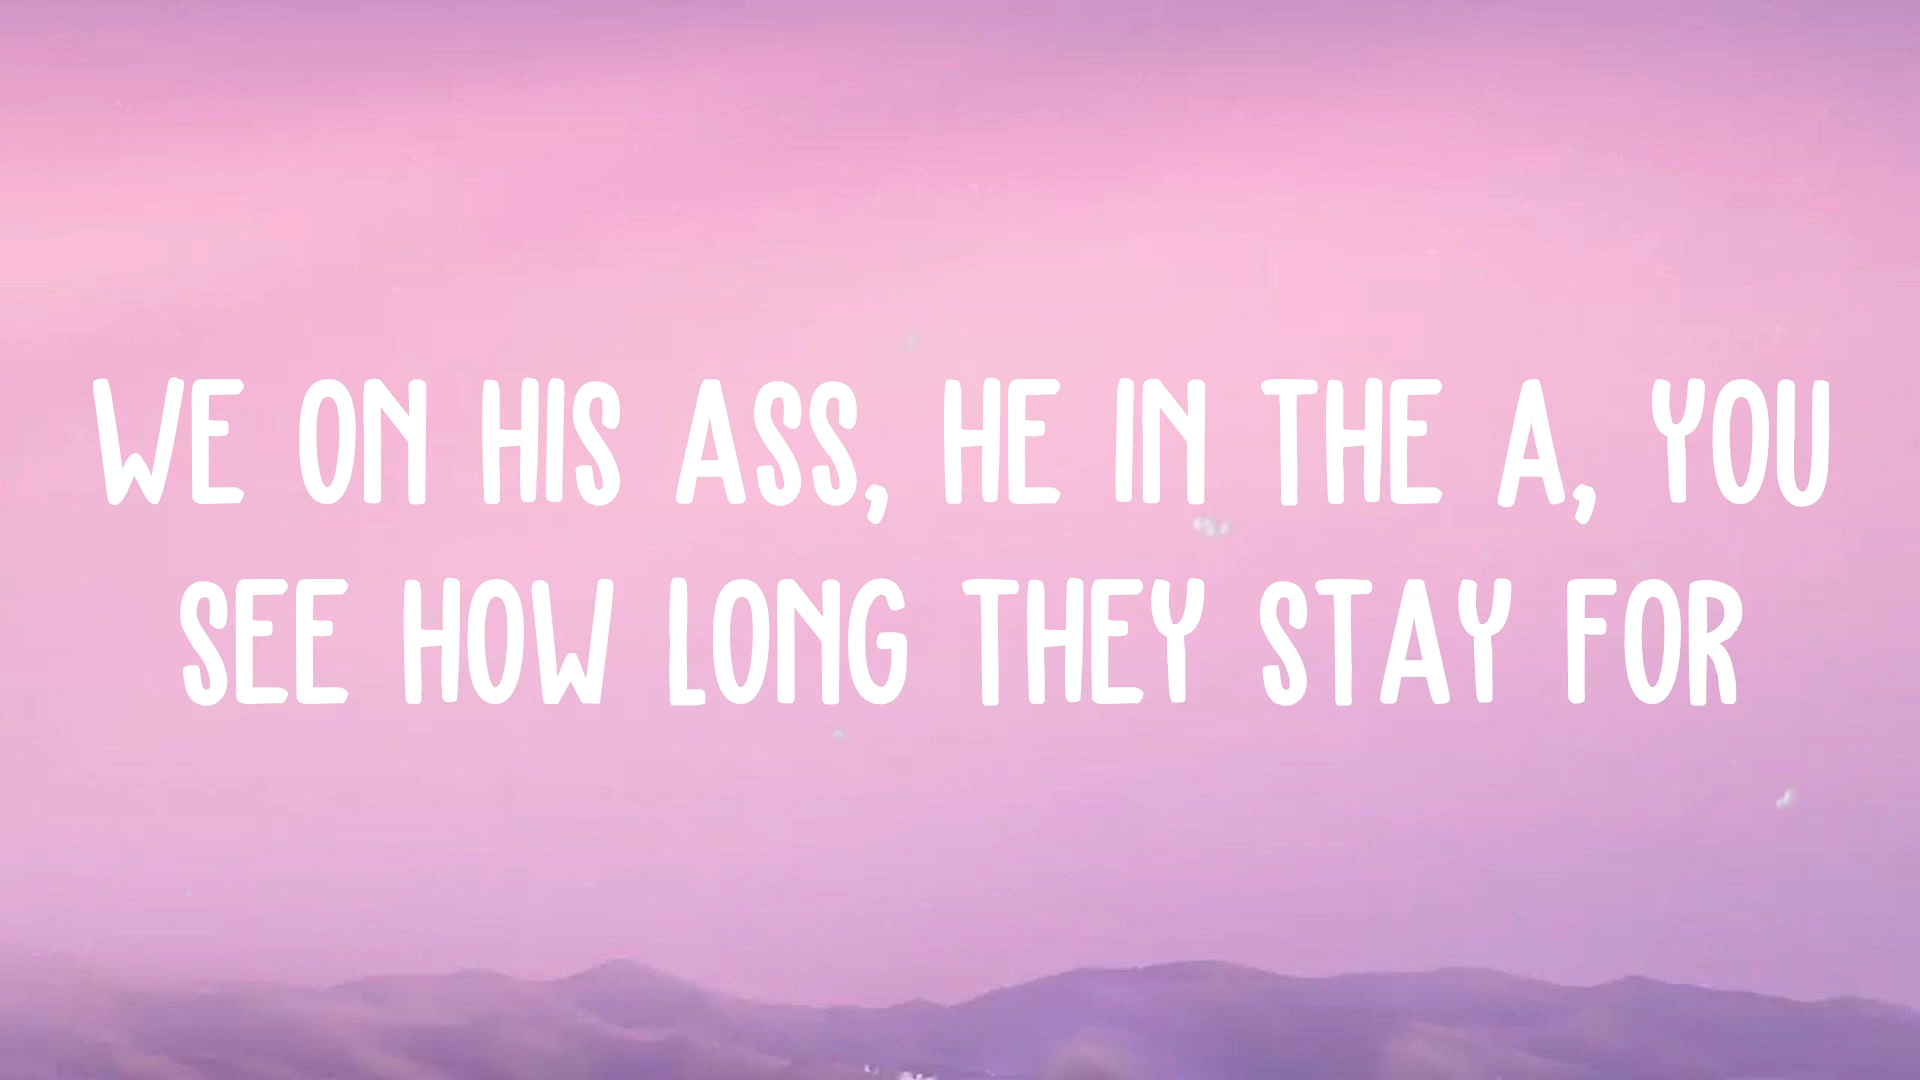 WE ON HIS ASS, HE IN THE A, YOU
SEE HOW LONG THEY STAY FOR